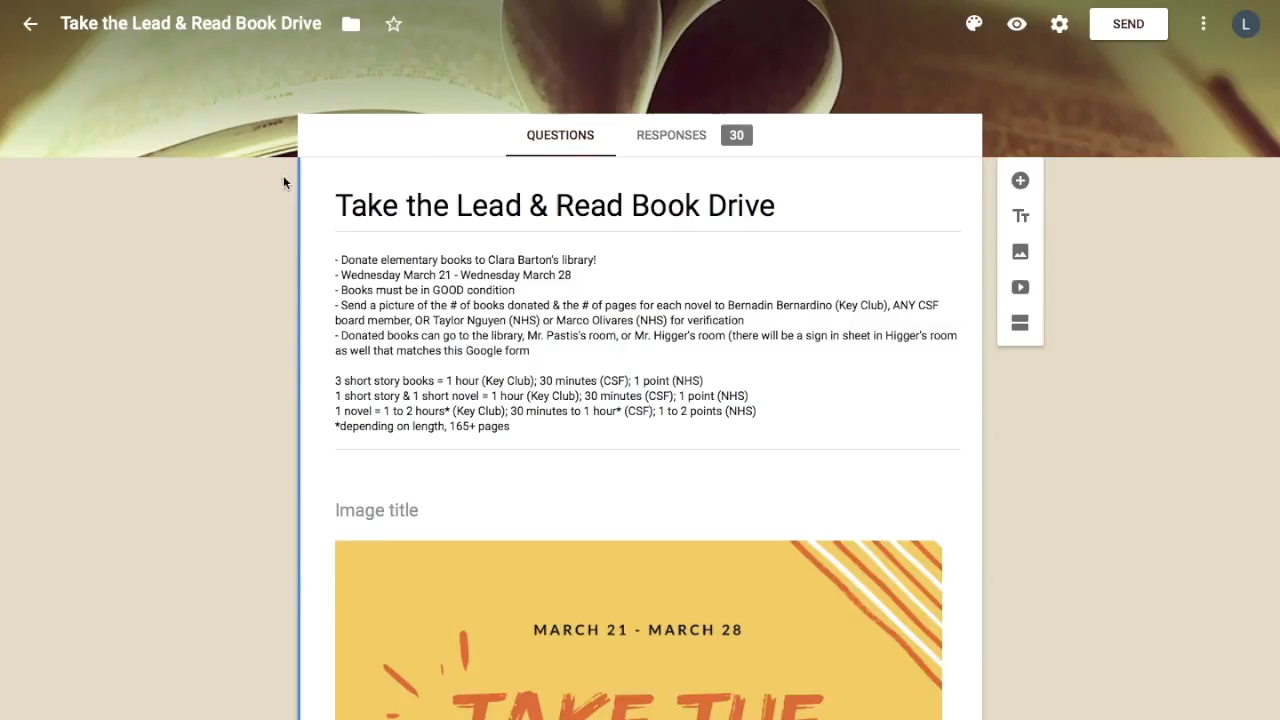 Take the Lead & Read Book Drive
SEND
L
QUESTIONS
RESPONSES 30
Take the Lead & Read Book Drive
- Donate elementary books to Clara Barton's library!
- Wednesday March 21 - Wednesday March 28
- Books must be in GOOD condition
- Send a picture of the # of books donated & the # of pages for each novel to Bernadin Bernardino (Key Club), ANY CSF
board member, OR Taylor Nguyen (NHS) or Marco Olivares (NHS) for verification
- Donated books can go to the library, Mr. Pastis's room, or Mr. Higger's room (there will be a sign in sheet in Higger's room
as well that matches this Google form
3 short story books = 1 hour (Key Club); 30 minutes (CSF); 1 point (NHS)
1 short story & 1 short novel = 1 hour (Key Club); 30 minutes (CSF); 1 point (NHS)
1 novel = 1 to 2 hours* (Key Club); 30 minutes to 1 hour* (CSF); 1 to 2 points (NHS)
*depending on length, 165+ pages
Image title
MARCH 21 - MARCH 28
TAKE THE